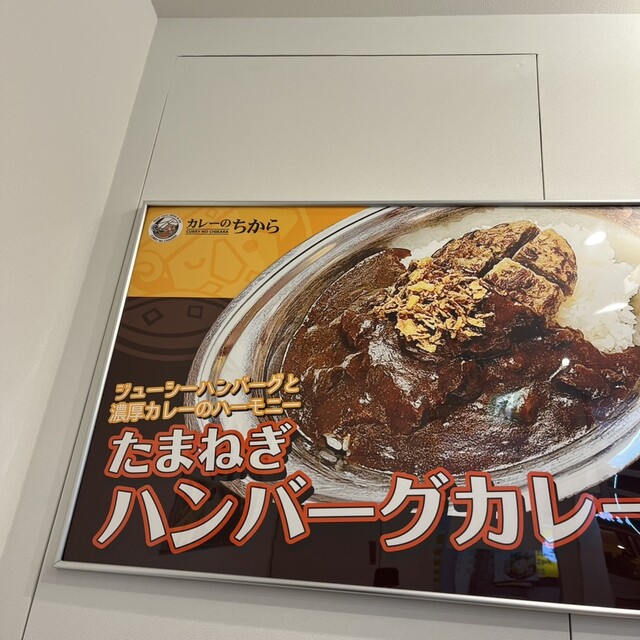 カレーのちから
CURRY NO CHIKARA
ジューシーハンバーグと
濃厚カレーのハーモニー
たまねぎ
ハンバーグカレー